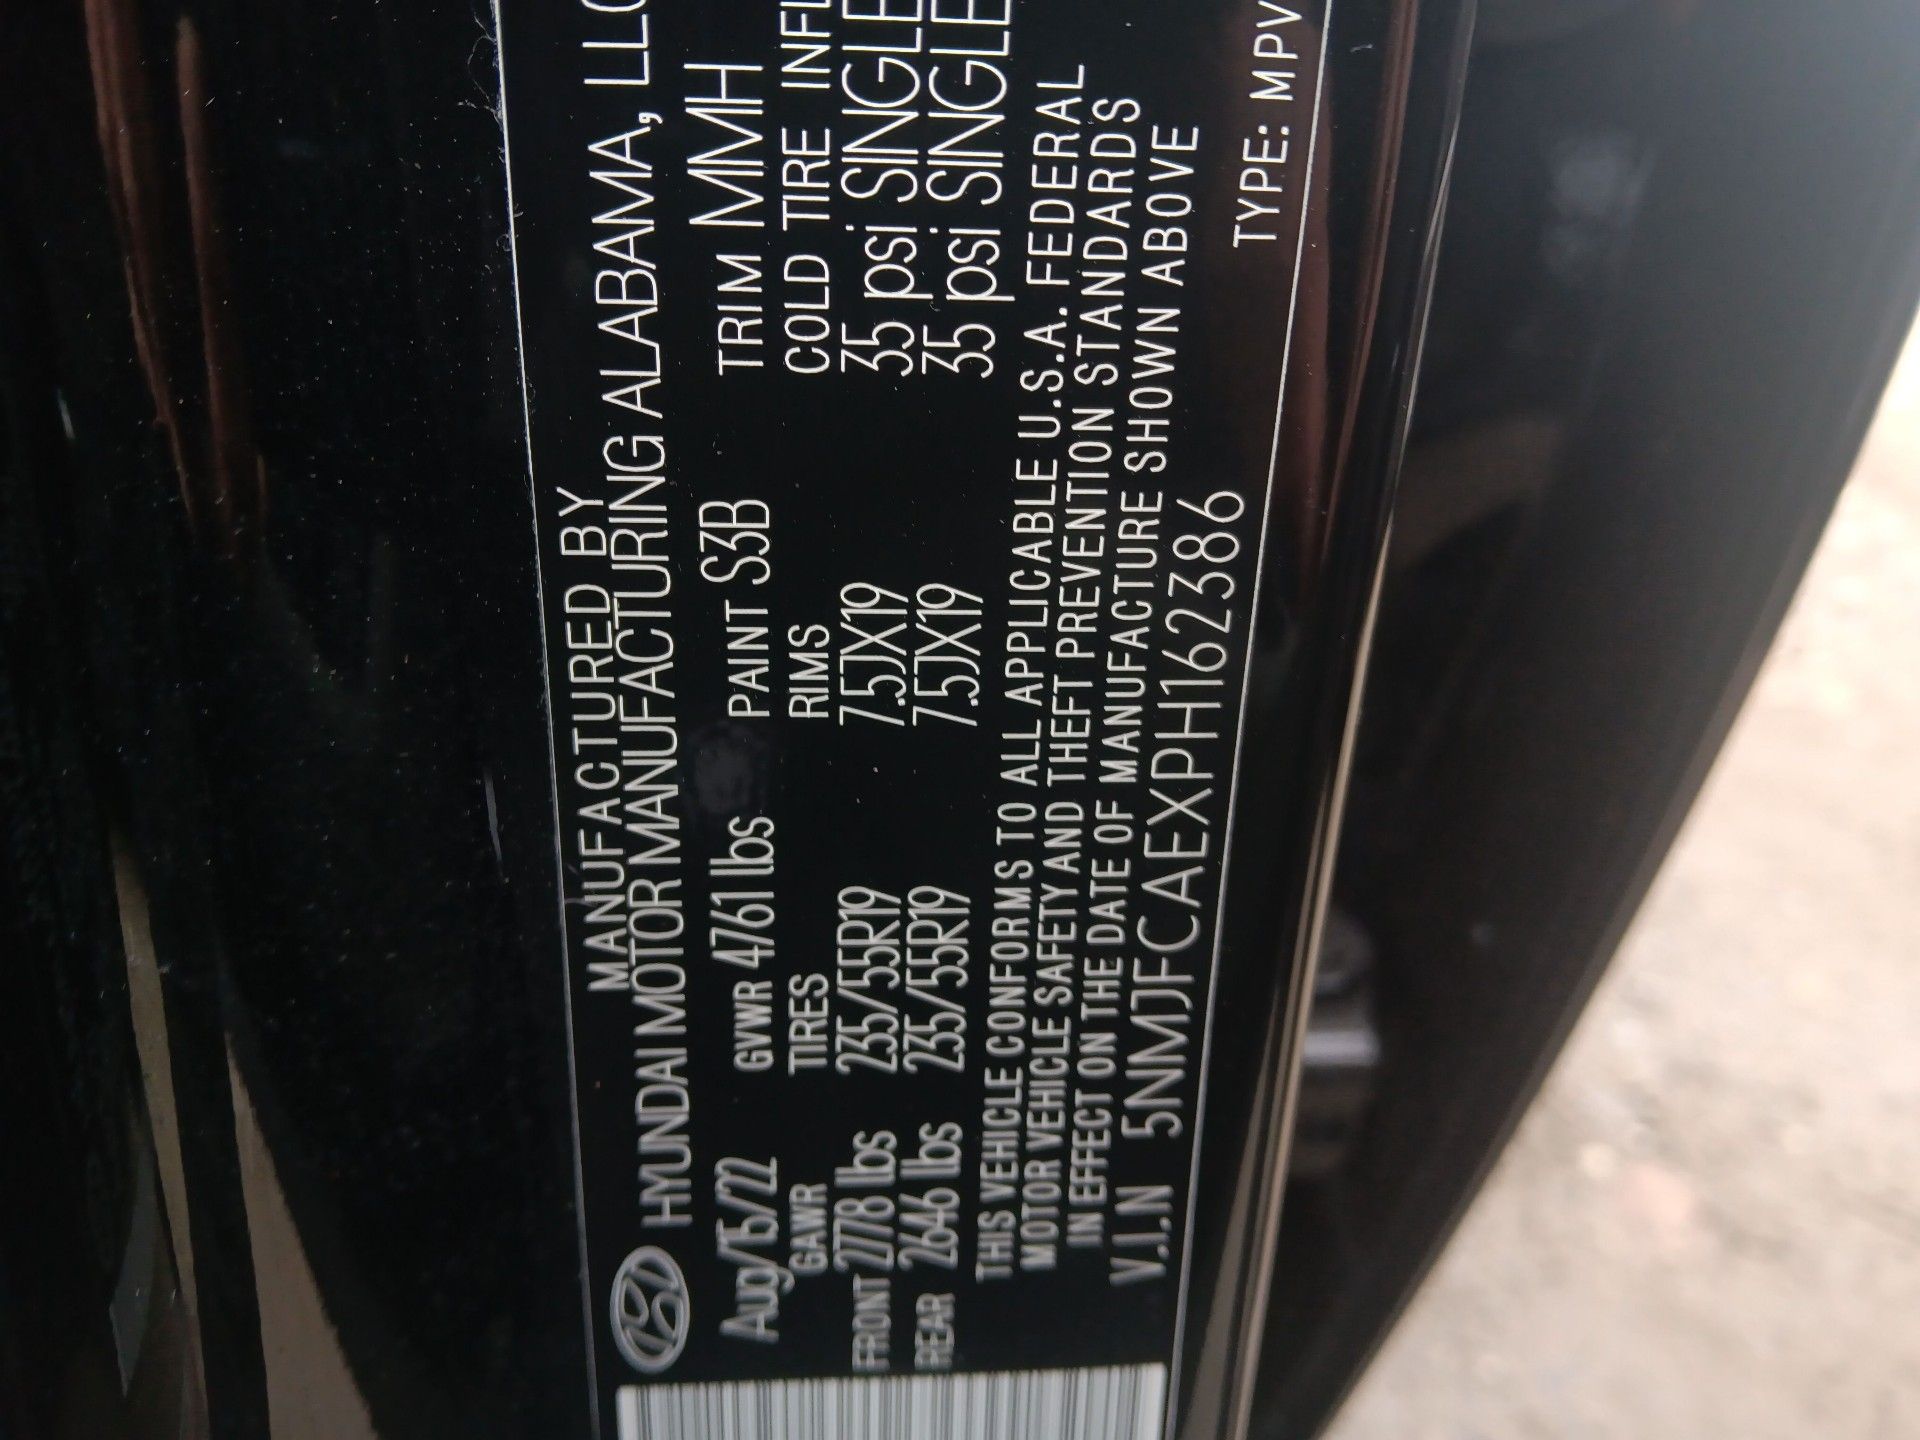 MANUFACTURED BY
HYUNDAI MOTOR MANUFACTURING ALABAMA, LLC
Aug/15/22 GVWR 4761 lbs PAINT S3B TRIM MMH
GAWR TIRES RIMS COLD TIRE INFL
FRONT 2778 lbs 235/55R19 7.5JX19 35 psi SINGLE
REAR 2646 lbs 235/55R19 7.5JX19 35 psi SINGLE
THIS VEHICLE CONFORMS TO ALL APPLICABLE U.S.A. FEDERAL
MOTOR VEHICLE SAFETY AND THEFT PREVENTION STANDARDS
IN EFFECT ON THE DATE OF MANUFACTURE SHOWN ABOVE
V.I.N 5NMJFCAEXPH162386 TYPE: MPV